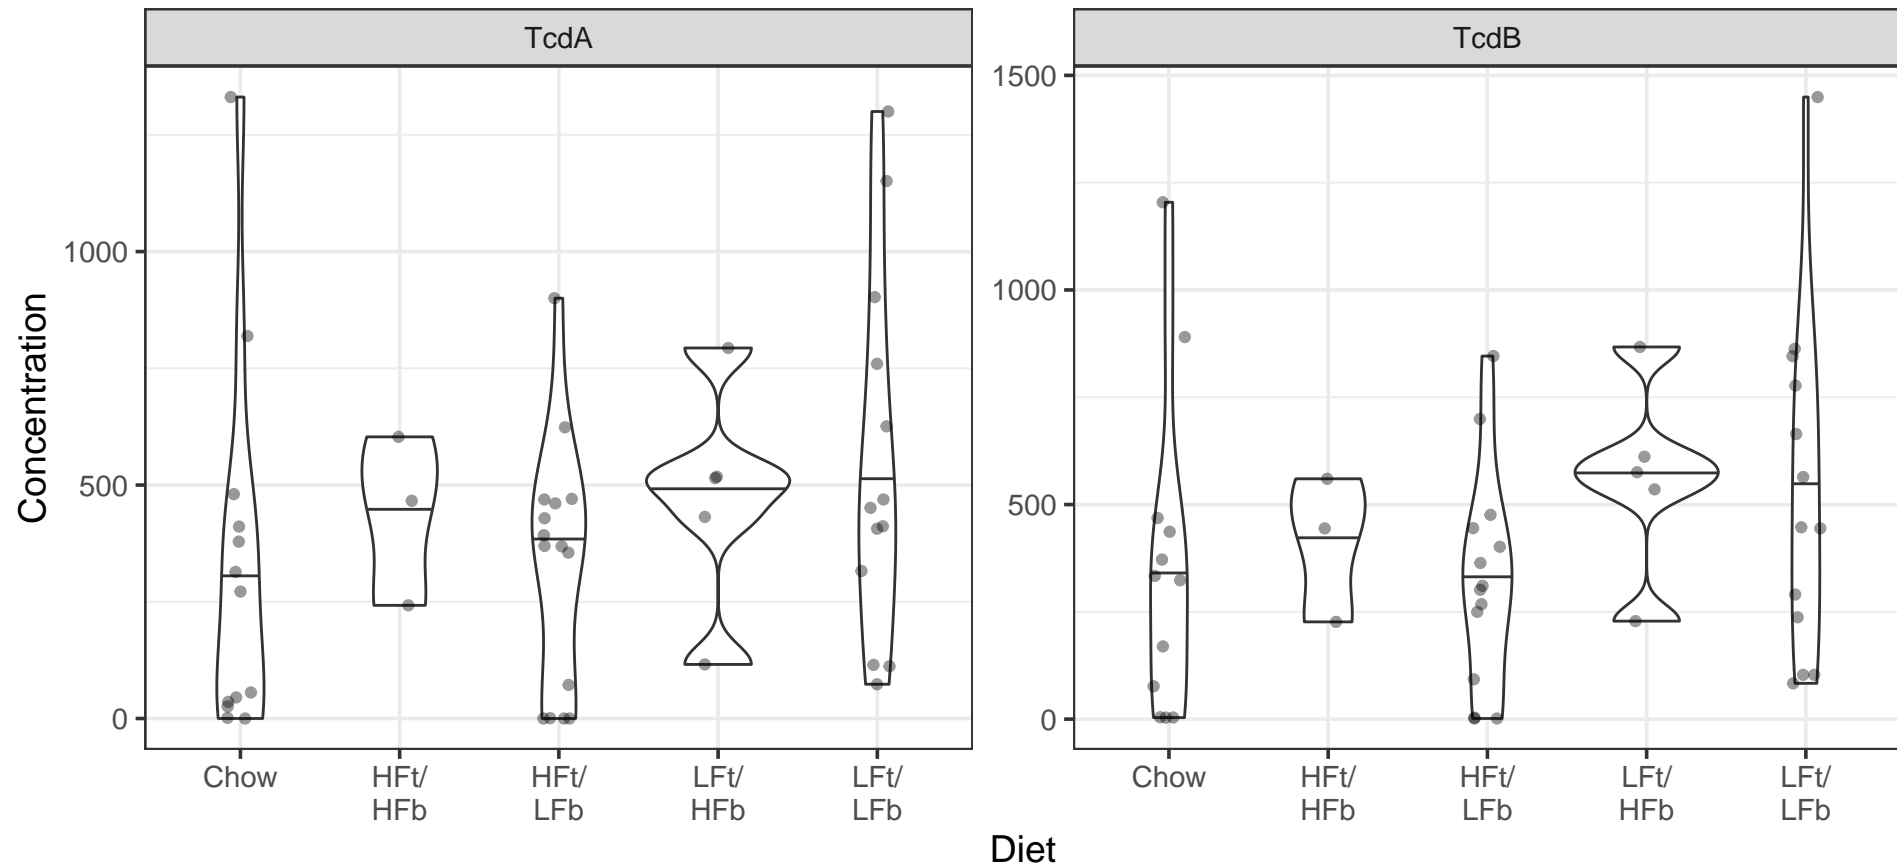 TcdA
TcdB
Concentration
1000
500
0
1500
1000
500
0
Chow
HFt/
HFb
HFt/
LFb
LFt/
HFb
LFt/
LFb
Chow
HFt/
HFb
HFt/
LFb
LFt/
HFb
LFt/
LFb
Diet